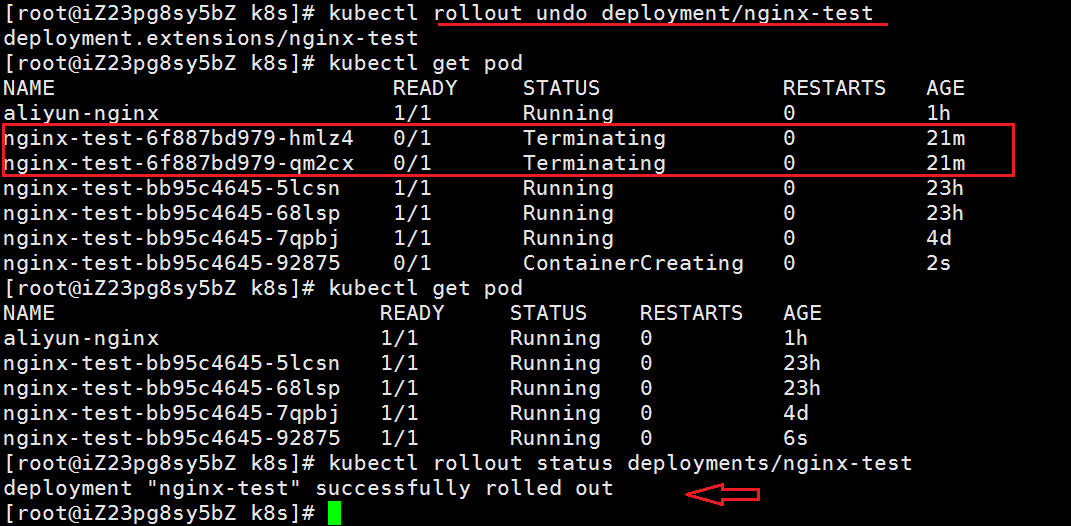 [root@iZ23pg8sy5bZ k8s]# kubectl rollout undo deployment/nginx-test
deployment.extensions/nginx-test
[root@iZ23pg8sy5bZ k8s]# kubectl get pod
NAME                          READY     STATUS              RESTARTS   AGE
aliyun-nginx                  1/1       Running             0          1h
nginx-test-6f887bd979-hmlz4   0/1       Terminating         0          21m
nginx-test-6f887bd979-qm2cx   0/1       Terminating         0          21m
nginx-test-bb95c4645-5lcsn    1/1       Running             0          23h
nginx-test-bb95c4645-68lsp    1/1       Running             0          23h
nginx-test-bb95c4645-7qpbj    1/1       Running             0          4d
nginx-test-bb95c4645-92875    0/1       ContainerCreating   0          2s
[root@iZ23pg8sy5bZ k8s]# kubectl get pod
NAME                         READY     STATUS    RESTARTS   AGE
aliyun-nginx                 1/1       Running   0          1h
nginx-test-bb95c4645-5lcsn   1/1       Running   0          23h
nginx-test-bb95c4645-68lsp   1/1       Running   0          23h
nginx-test-bb95c4645-7qpbj   1/1       Running   0          4d
nginx-test-bb95c4645-92875   1/1       Running   0          6s
[root@iZ23pg8sy5bZ k8s]# kubectl rollout status deployments/nginx-test
deployment "nginx-test" successfully rolled out
[root@iZ23pg8sy5bZ k8s]#